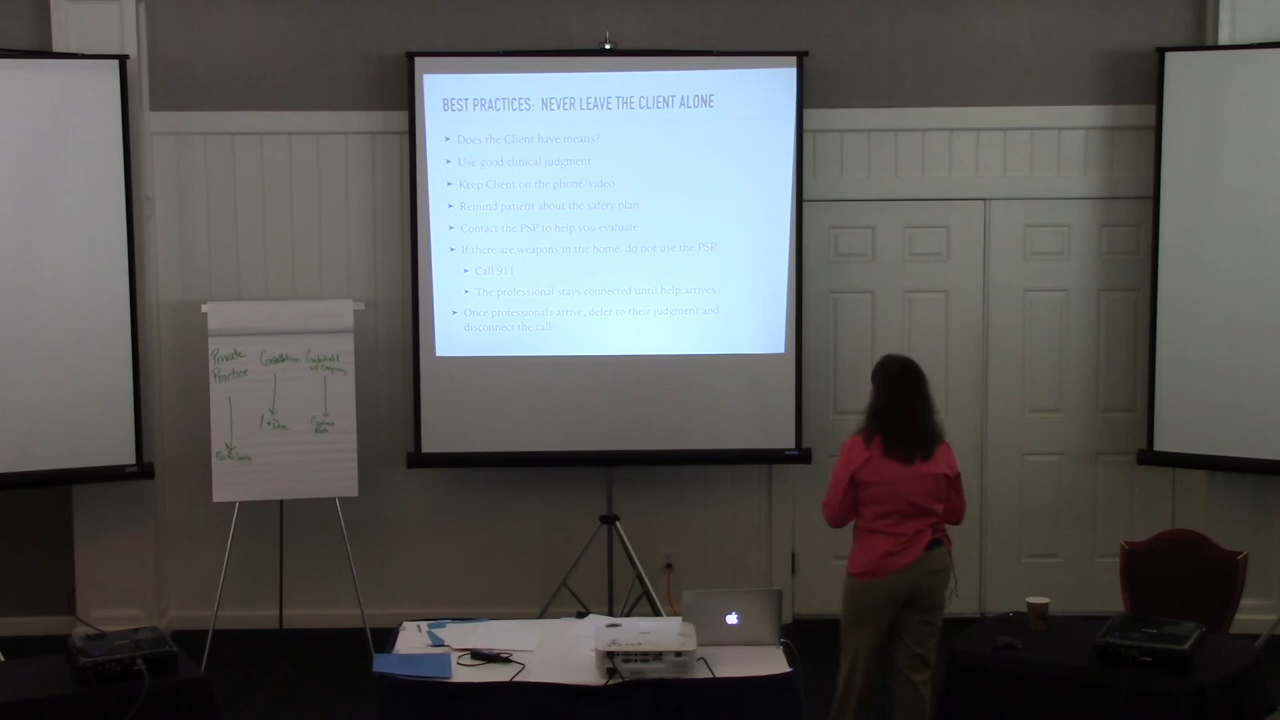 BEST PRACTICES: NEVER LEAVE THE CLIENT ALONE
➤ Does the Client have means?
➤ Use good clinical judgment
➤ Keep Client on the phone/video
➤ Remind patient about the safety plan
➤ Contact the PSP to help you evaluate
➤ If there are weapons in the home, do not use the PSP
➤ Call 911
➤ The professional stays connected until help arrives
➤ Once professionals arrive, defer to their judgment and
disconnect the call
Private
Practice